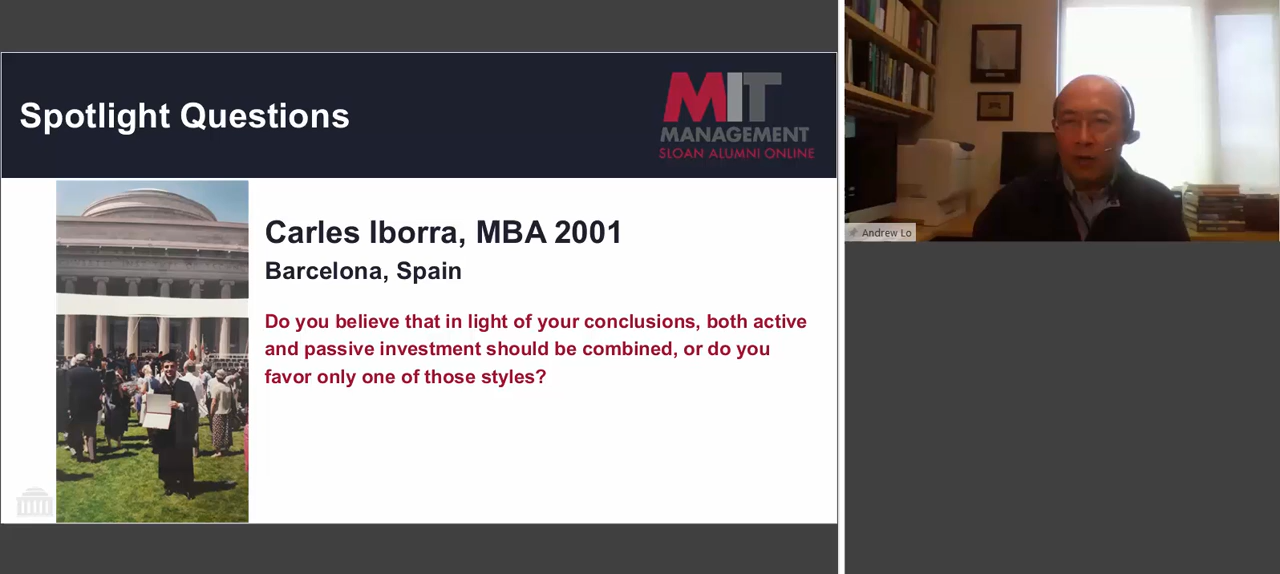 Spotlight Questions
MIT
MANAGEMENT
SLOAN ALUMNI ONLINE
Carles Iborra, MBA 2001
Barcelona, Spain
Do you believe that in light of your conclusions, both active
and passive investment should be combined, or do you
favor only one of those styles?
Andrew Lo